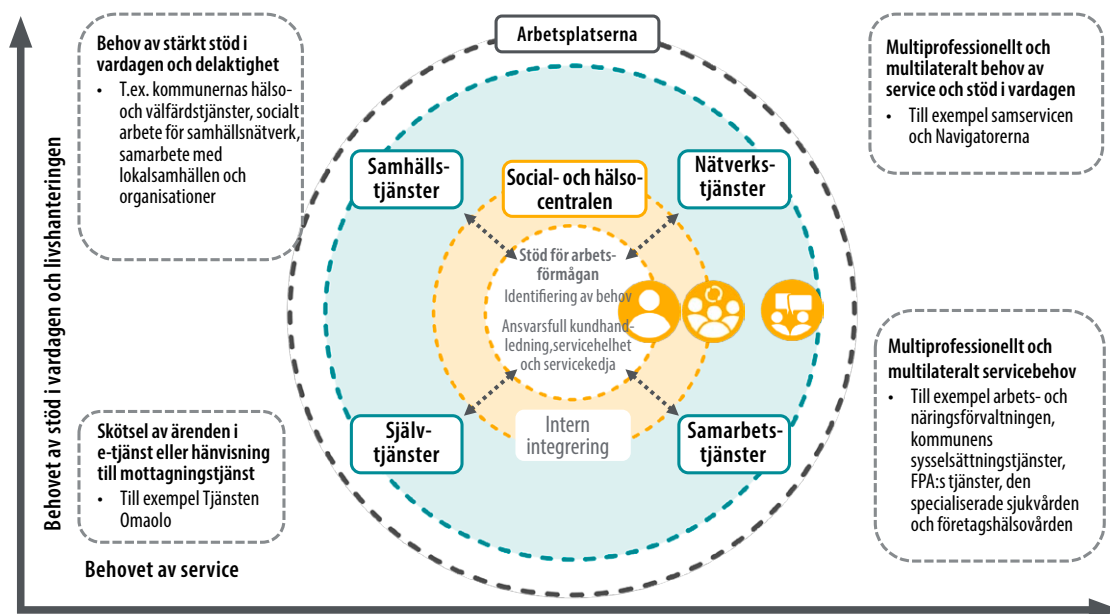 Arbetsplatserna
Behov av stärkt stöd i
vardagen och delaktighet
• T.ex. kommunernas hälso-
och välfärdstjänster, socialt
arbete för samhällsnätverk,
samarbete med
lokalsamhällen och
organisationer
Multiprofessionellt och
multilateralt behov av
service och stöd i vardagen
• Till exempel samservicen
och Navigatorerna
Samhälls-
tjänster
Social- och hälso-
centralen
Nätverks-
tjänster
Stöd för arbets-
förmågan
Identifiering av behov
Ansvarsfull kundhand-
ledning,servicehelhet
och servicekedja
Själv-
tjänster
Intern
integrering
Samarbets-
tjänster
Skötsel av ärenden i
e-tjänst eller hänvisning
till mottagningstjänst
• Till exempel Tjänsten
Omaolo
Multiprofessionellt och
multilateralt servicebehov
• Till exempel arbets- och
näringsförvaltningen,
kommunens
sysselsättningstjänster,
FPA:s tjänster, den
specialiserade sjukvården
och företagshälsovården
Behovet av stöd i vardagen och livshanteringen
Behovet av service